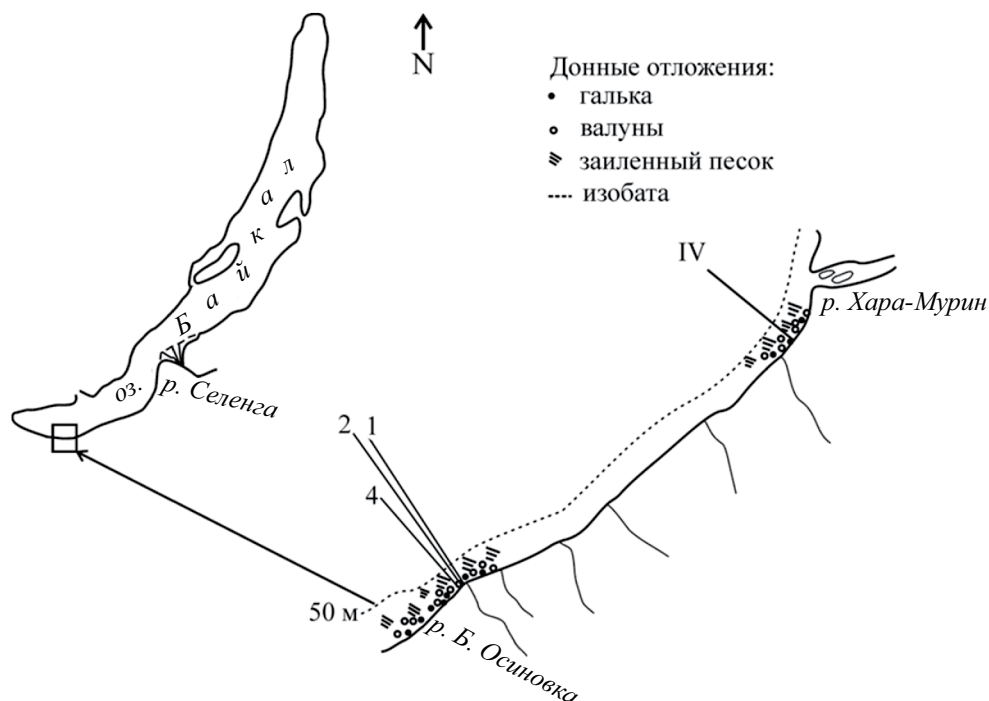 N
Донные отложения:
галька
валуны
заиленный песок
изобата
оз. Байкал
р. Селенга
IV
р. Хара-Мурин
2 1
4
50 м
р. Б. Осиновка